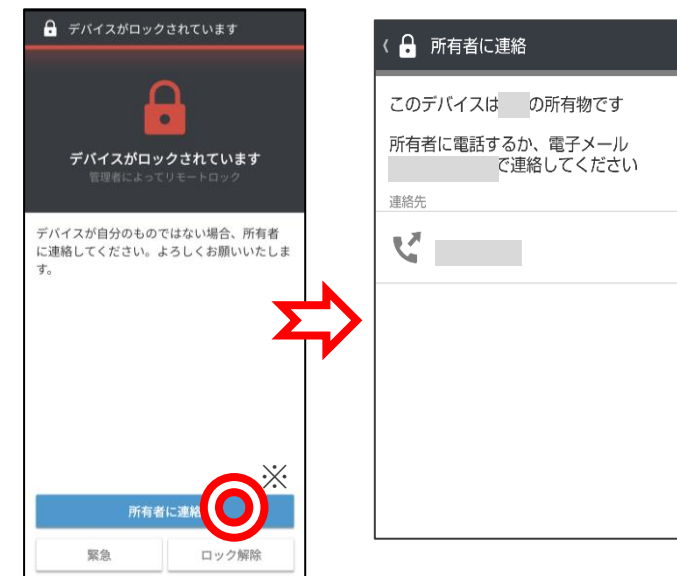 デバイスがロックされています
デバイスがロックされています
管理者によってリモートロック
デバイスが自分のものではない場合、所有者
に連絡してください。よろしくお願いいたしま
す。
※
所有者に連絡
緊急
ロック解除
所有者に連絡
このデバイスは の所有物です
所有者に電話するか、電子メール
で連絡してください
連絡先